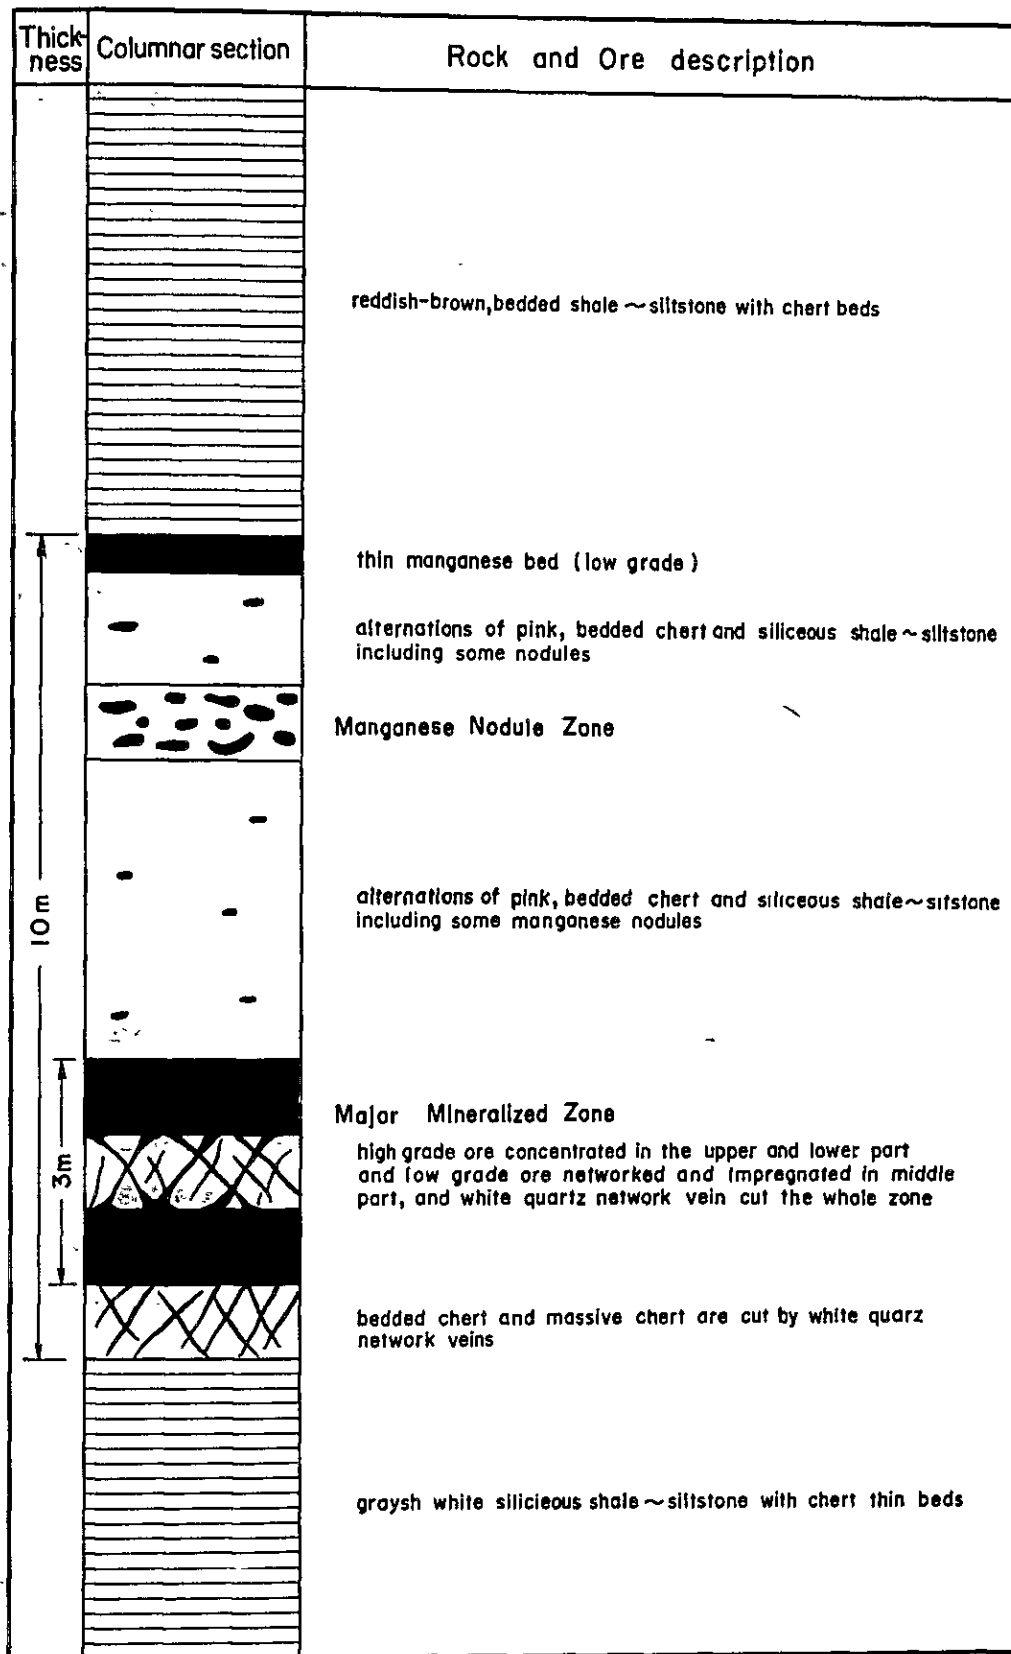 Thick-
ness
Columnar section
Rock and Ore description
reddish-brown, bedded shale ~ siltstone with chert beds
thin manganese bed (low grade)
alternations of pink, bedded chert and siliceous shale ~ siltstone
including some nodules
Manganese Nodule Zone
alternations of pink, bedded chert and siliceous shale ~ siltstone
including some manganese nodules
10m
3m
Major Mineralized Zone
high grade ore concentrated in the upper and lower part
and low grade ore networked and impregnated in middle
part, and white quartz network vein cut the whole zone
bedded chert and massive chert are cut by white quarz
network veins
graysh white silicieous shale ~ siltstone with chert thin beds